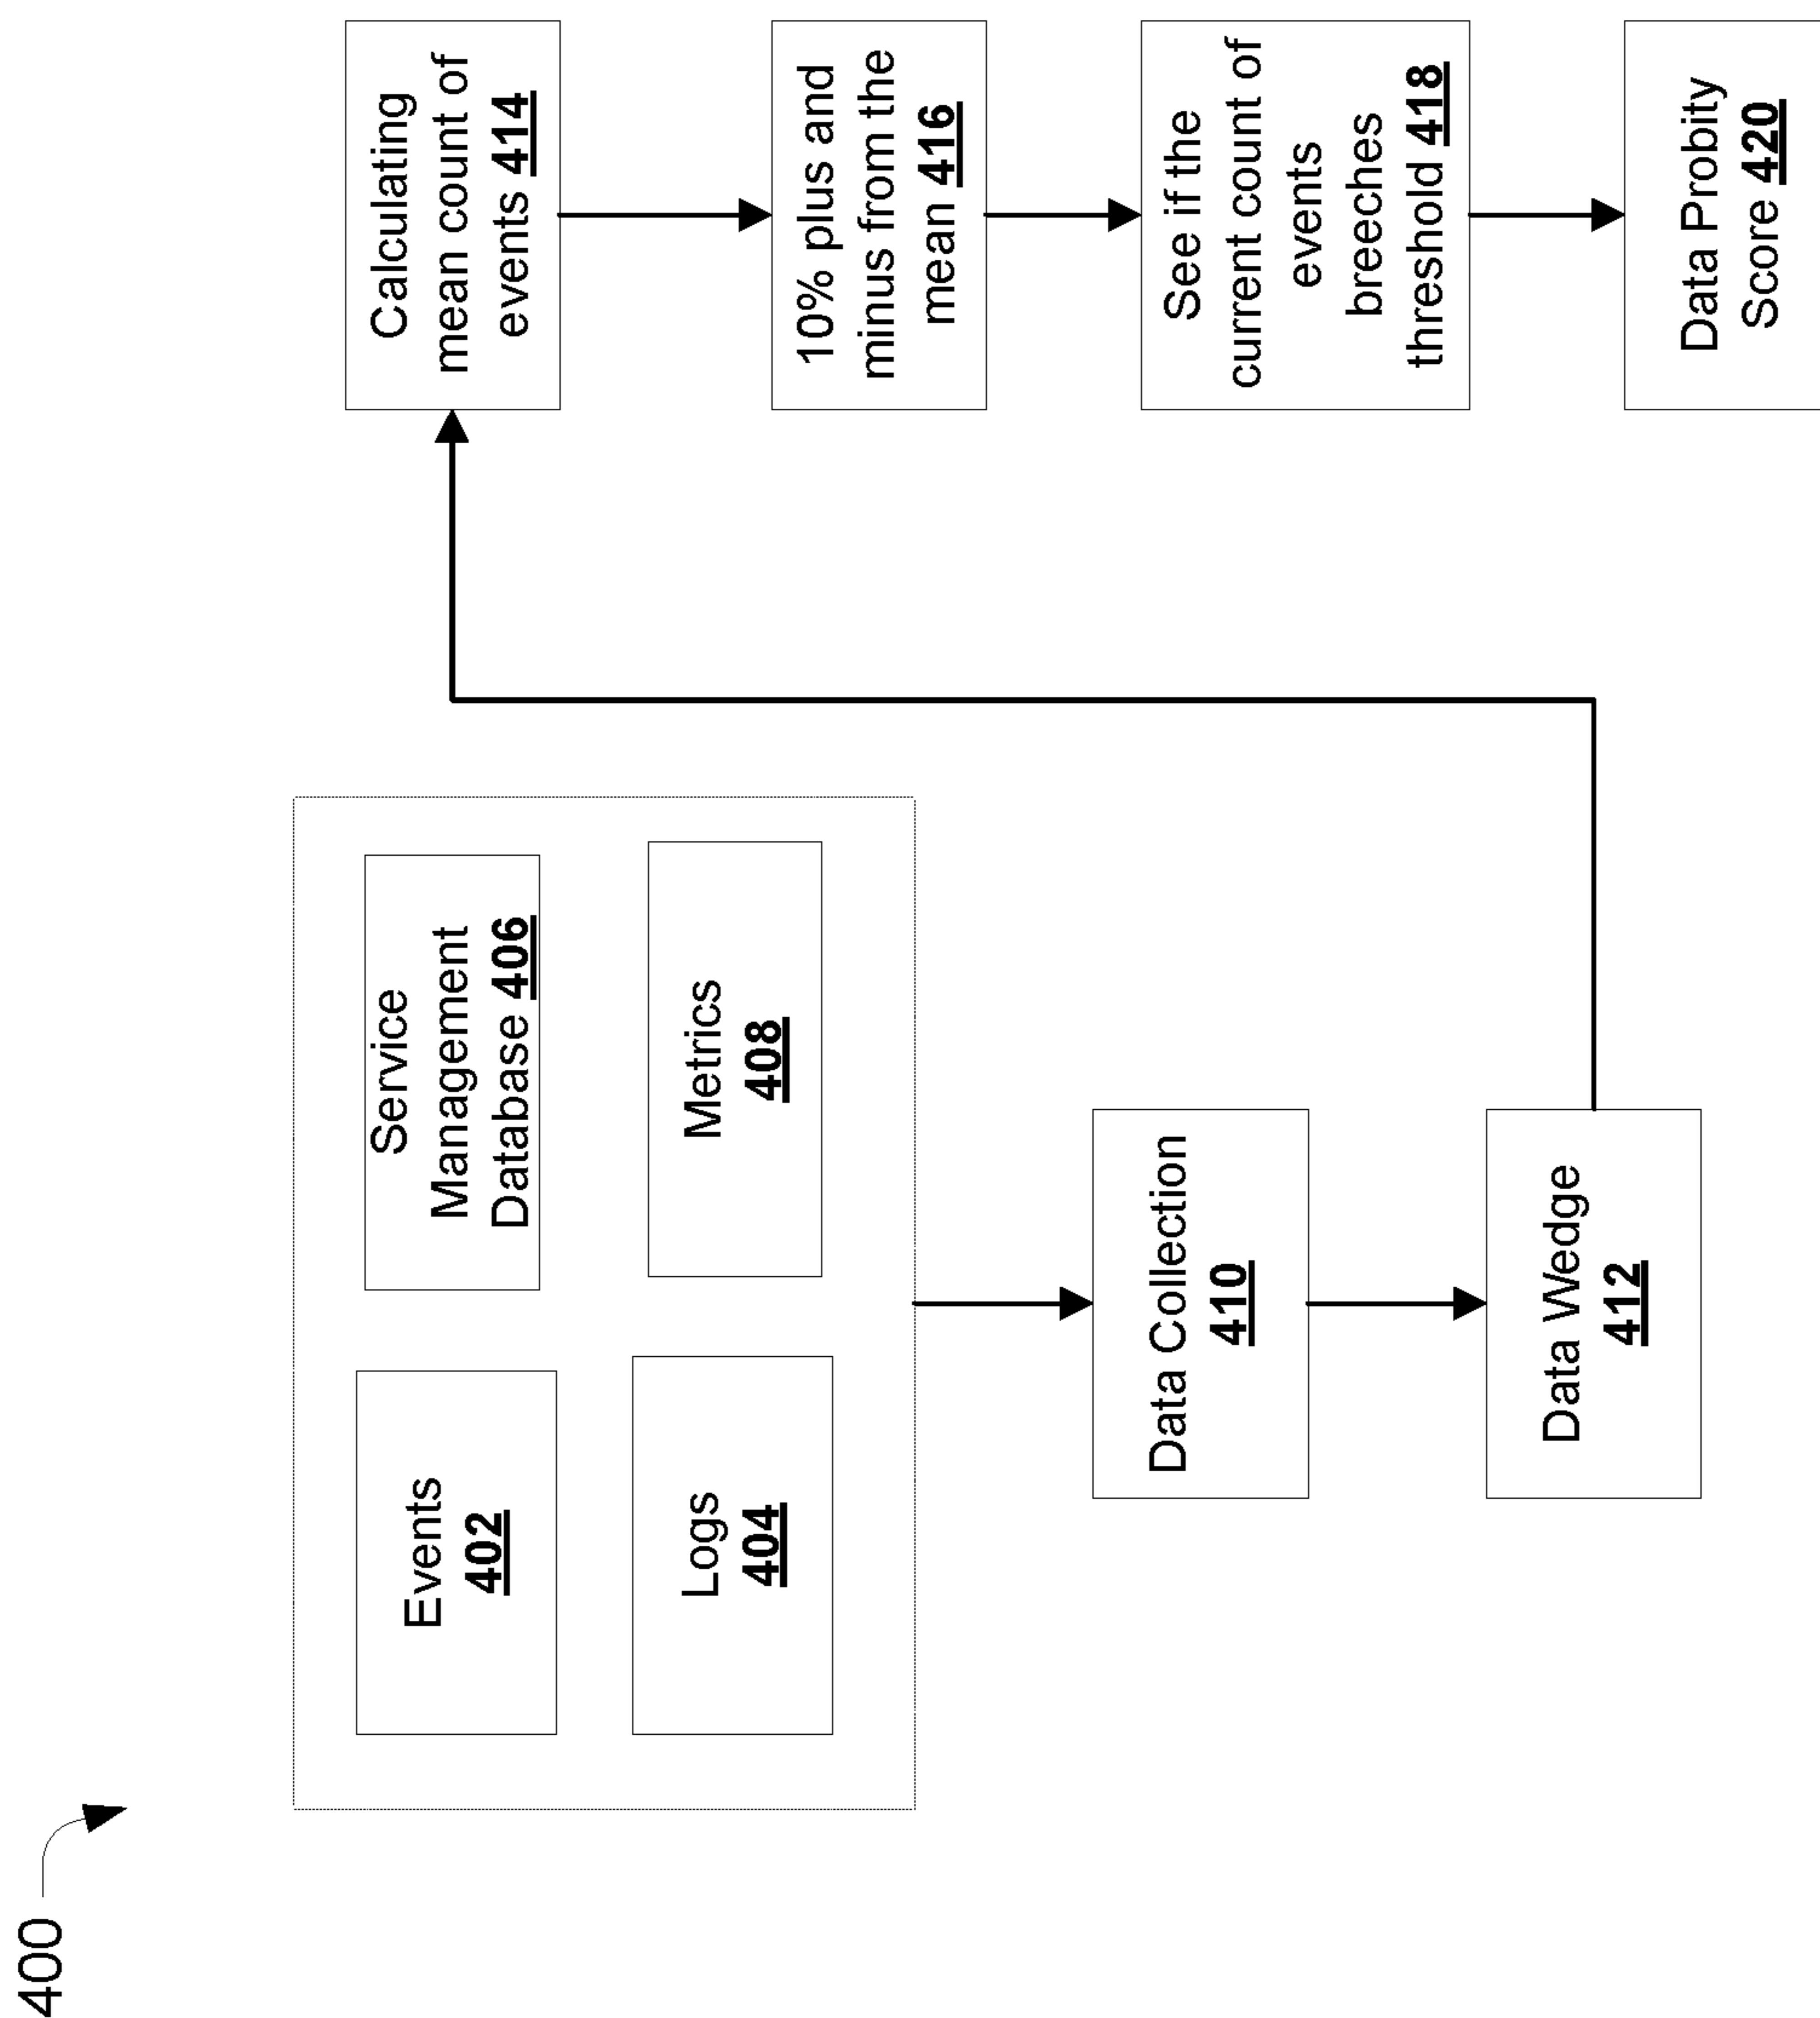 400
Events
402
Logs
404
Service
Management
Database 406
Metrics
408
Data Collection
410
Data Wedge
412
Calculating
mean count of
events 414
10% plus and
minus from the
mean 416
See if the
current count of
events
breeches
threshold 418
Data Probity
Score 420